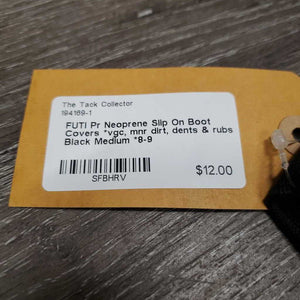 The Tack Collector
194169-1
FUTI Pr Neoprene Slip On Boot
Covers *vgc, mnr dirt, dents & rubs
Black Medium *8-9
$12.00
SFBHRV